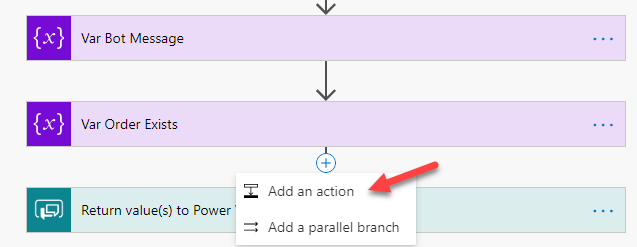 {x} Var Bot Message ...
{x} Var Order Exists ...
Add an action
Return value(s) to Power
Add a parallel branch